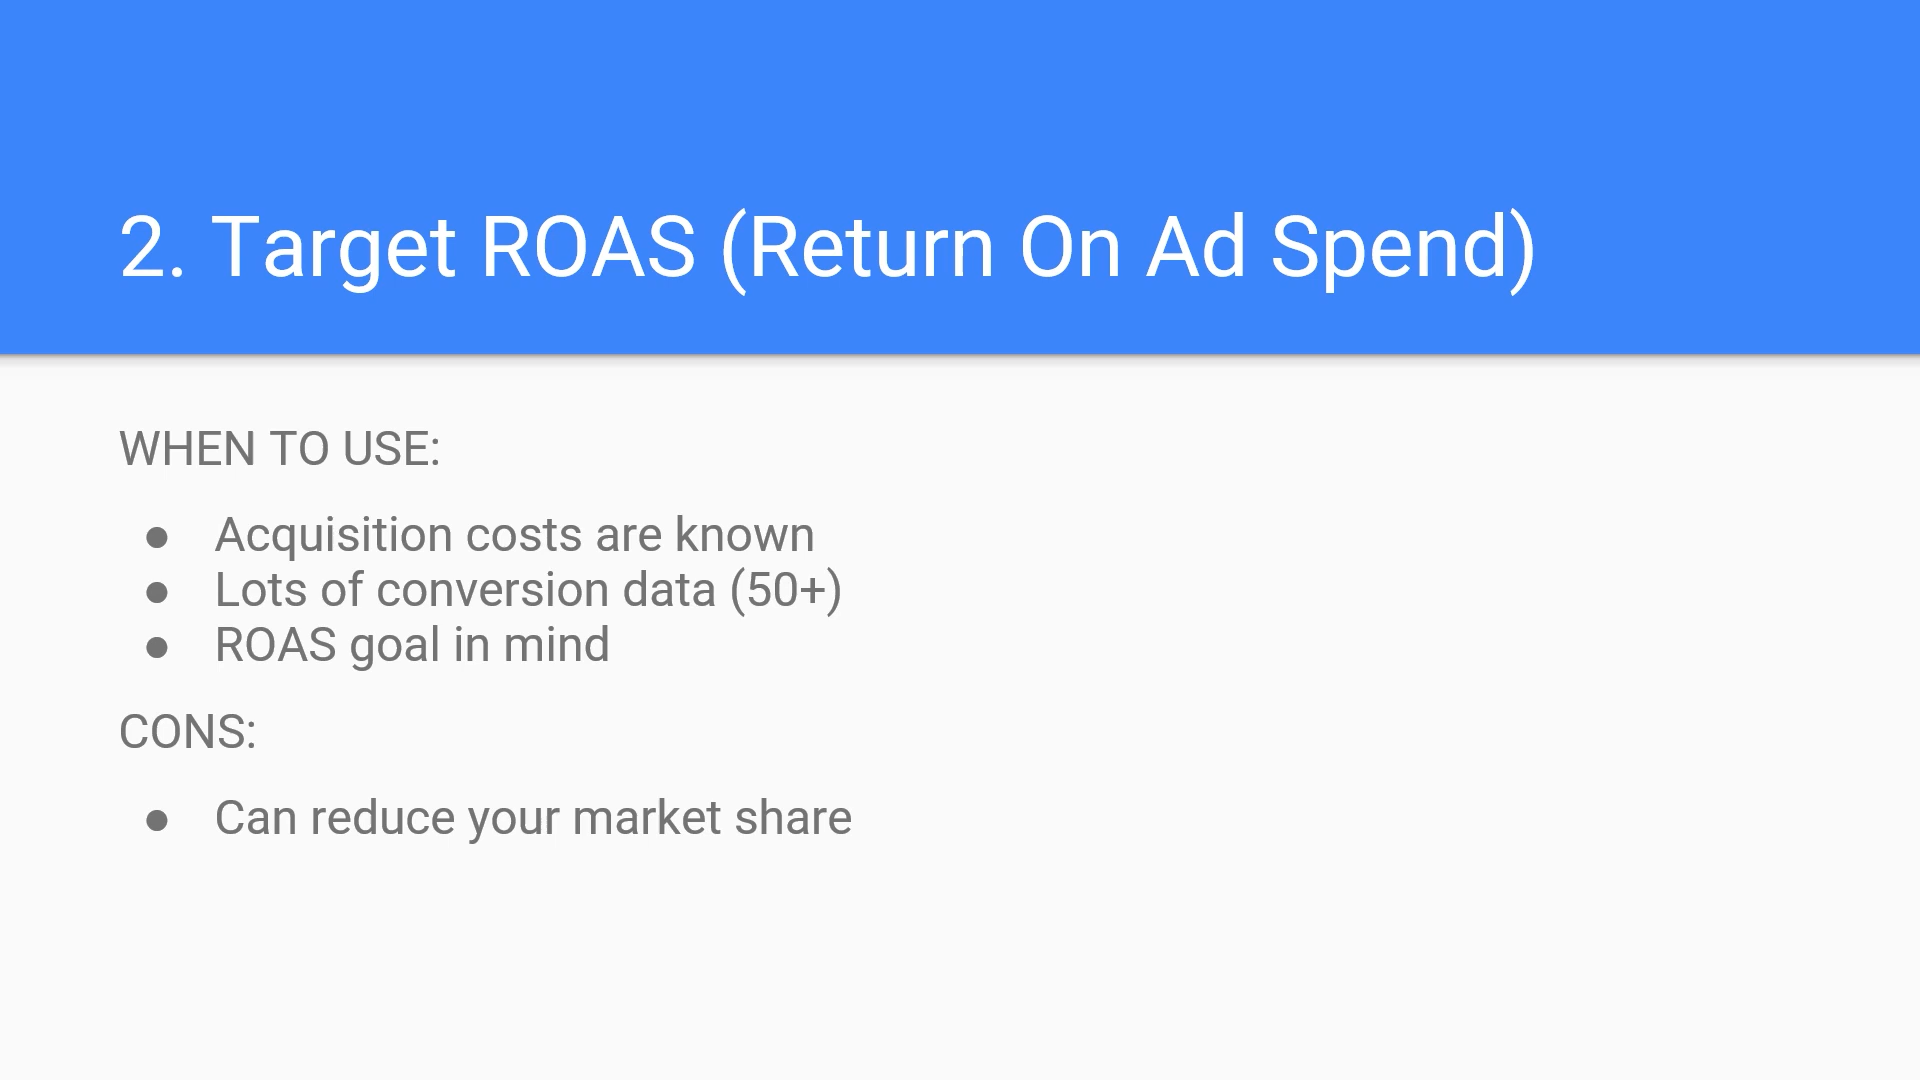 2. Target ROAS (Return On Ad Spend)
WHEN TO USE:
● Acquisition costs are known
● Lots of conversion data (50+)
● ROAS goal in mind
CONS:
● Can reduce your market share